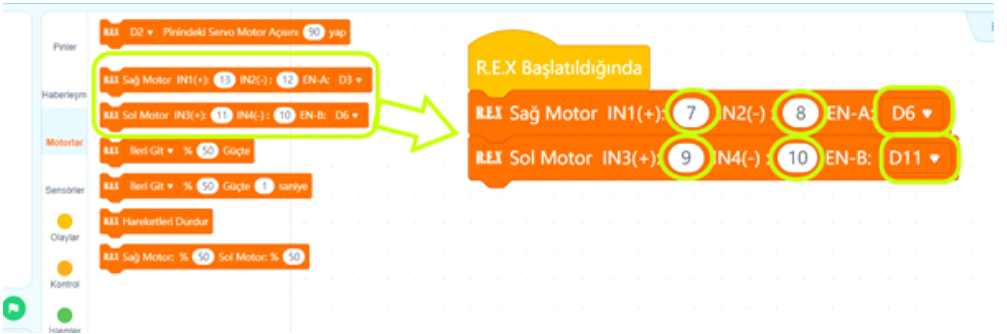 Pinler
Haberleşm
Motorlar
Sensörler
Olaylar
Kontrol
İşlemler
R.E.X D2 ▾ Pinindeki Servo Motor Açısını 90 yap
R.E.X Sağ Motor IN1(+): 13 IN2(-) : 12 EN-A: D3 ▾
R.E.X Sol Motor IN3(+): 11 IN4(-) : 10 EN-B: D6 ▾
R.E.X İleri Git ▾ % 50 Güçte
R.E.X İleri Git ▾ % 50 Güçte 1 saniye
R.E.X Hareketleri Durdur
R.E.X Sağ Motor: % 50 Sol Motor: % 50
R.E.X Başlatıldığında
R.E.X Sağ Motor IN1(+): 7 IN2(-) : 8 EN-A: D6 ▾
R.E.X Sol Motor IN3(+): 9 IN4(-) : 10 EN-B: D11 ▾